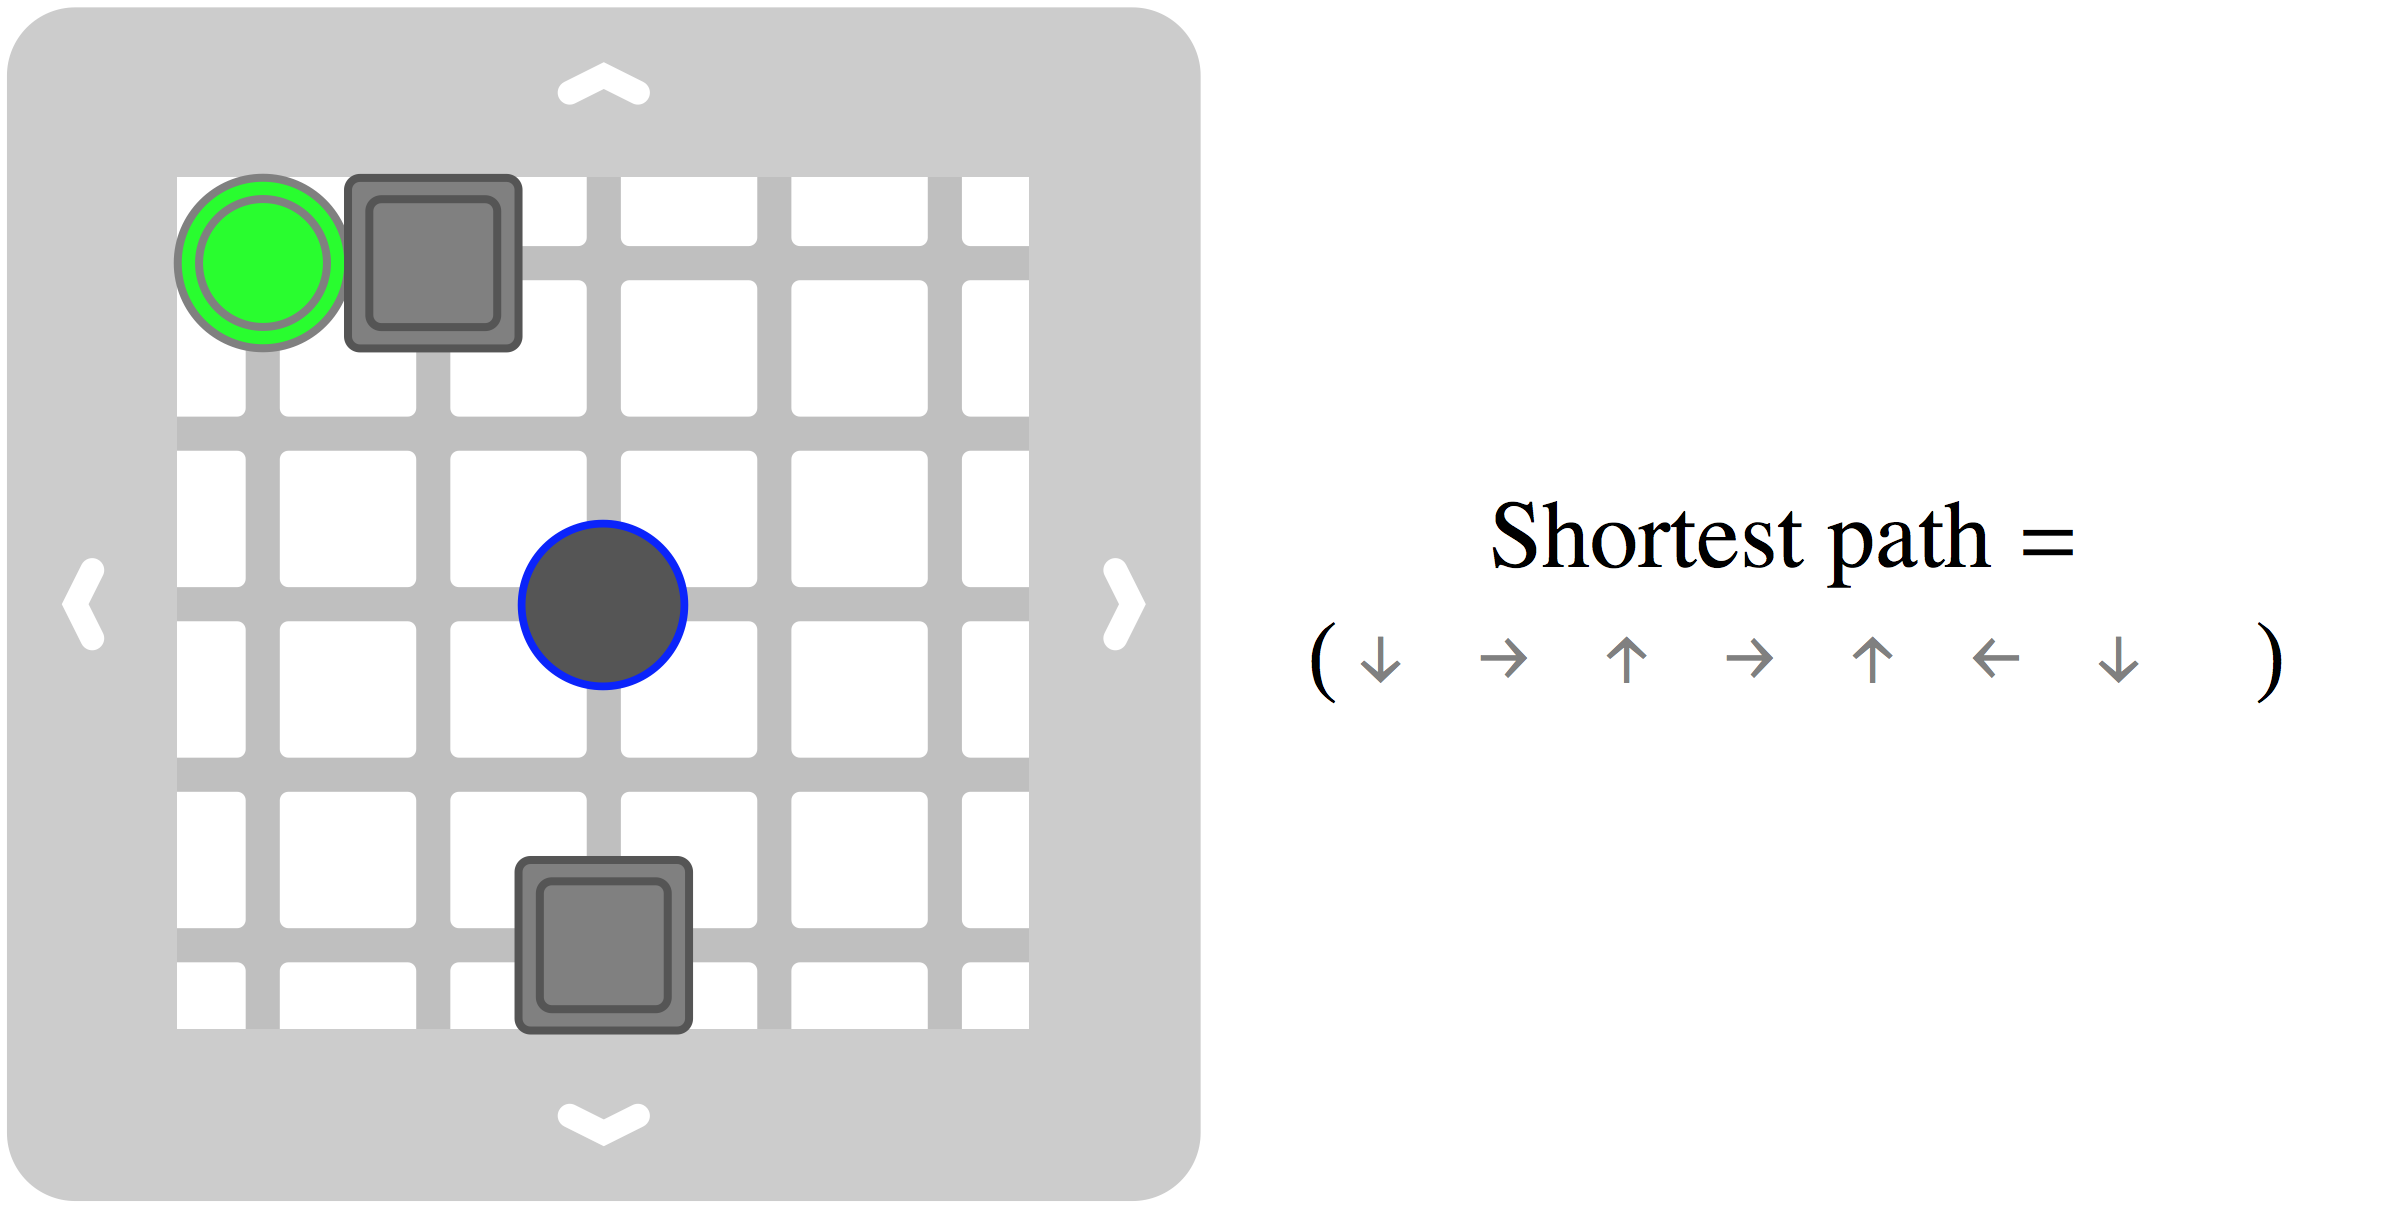 Shortest path =
( ↓ → ↑ → ↑ ← ↓ )